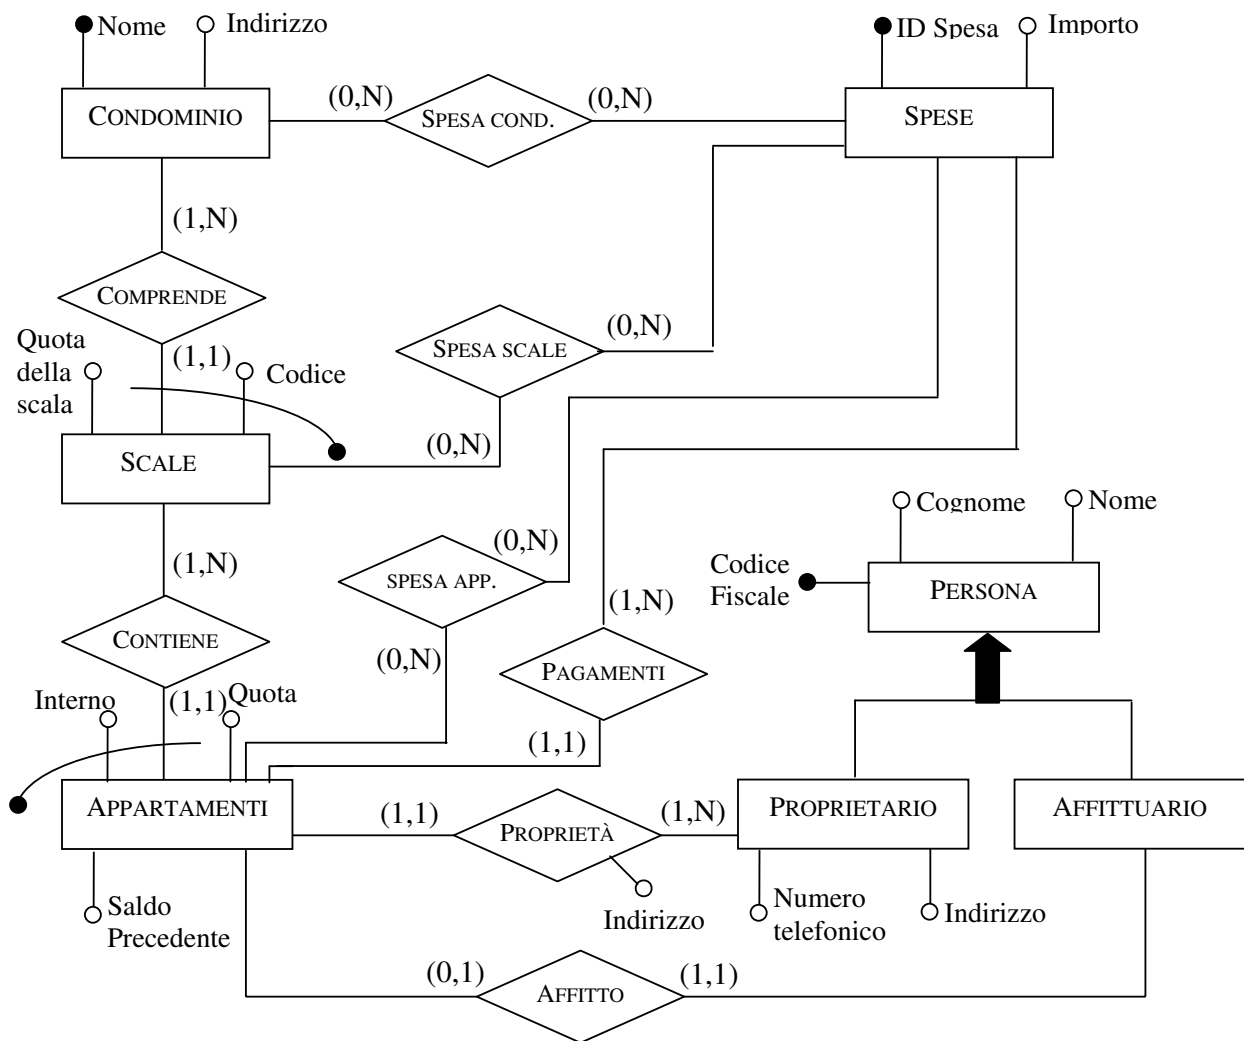 Nome
Indirizzo
ID Spesa
Importo
CONDOMINIO
(0,N)
SPESA COND.
(0,N)
SPESE
(1,N)
COMPRENDE
(1,1)
Quota
della
scala
Codice
SPESA SCALE
(0,N)
SCALE
(0,N)
Cognome
Nome
Codice
Fiscale
PERSONA
(1,N)
SPESA APP.
(0,N)
(0,N)
(1,N)
CONTIENE
PAGAMENTI
(1,1)
Interno
(1,1)
Quota
APPARTAMENTI
(1,1)
PROPRIETÀ
(1,N)
PROPRIETARIO
AFFITTUARIO
Indirizzo
Numero
telefonico
Indirizzo
Saldo
Precedente
(0,1)
AFFITTO
(1,1)